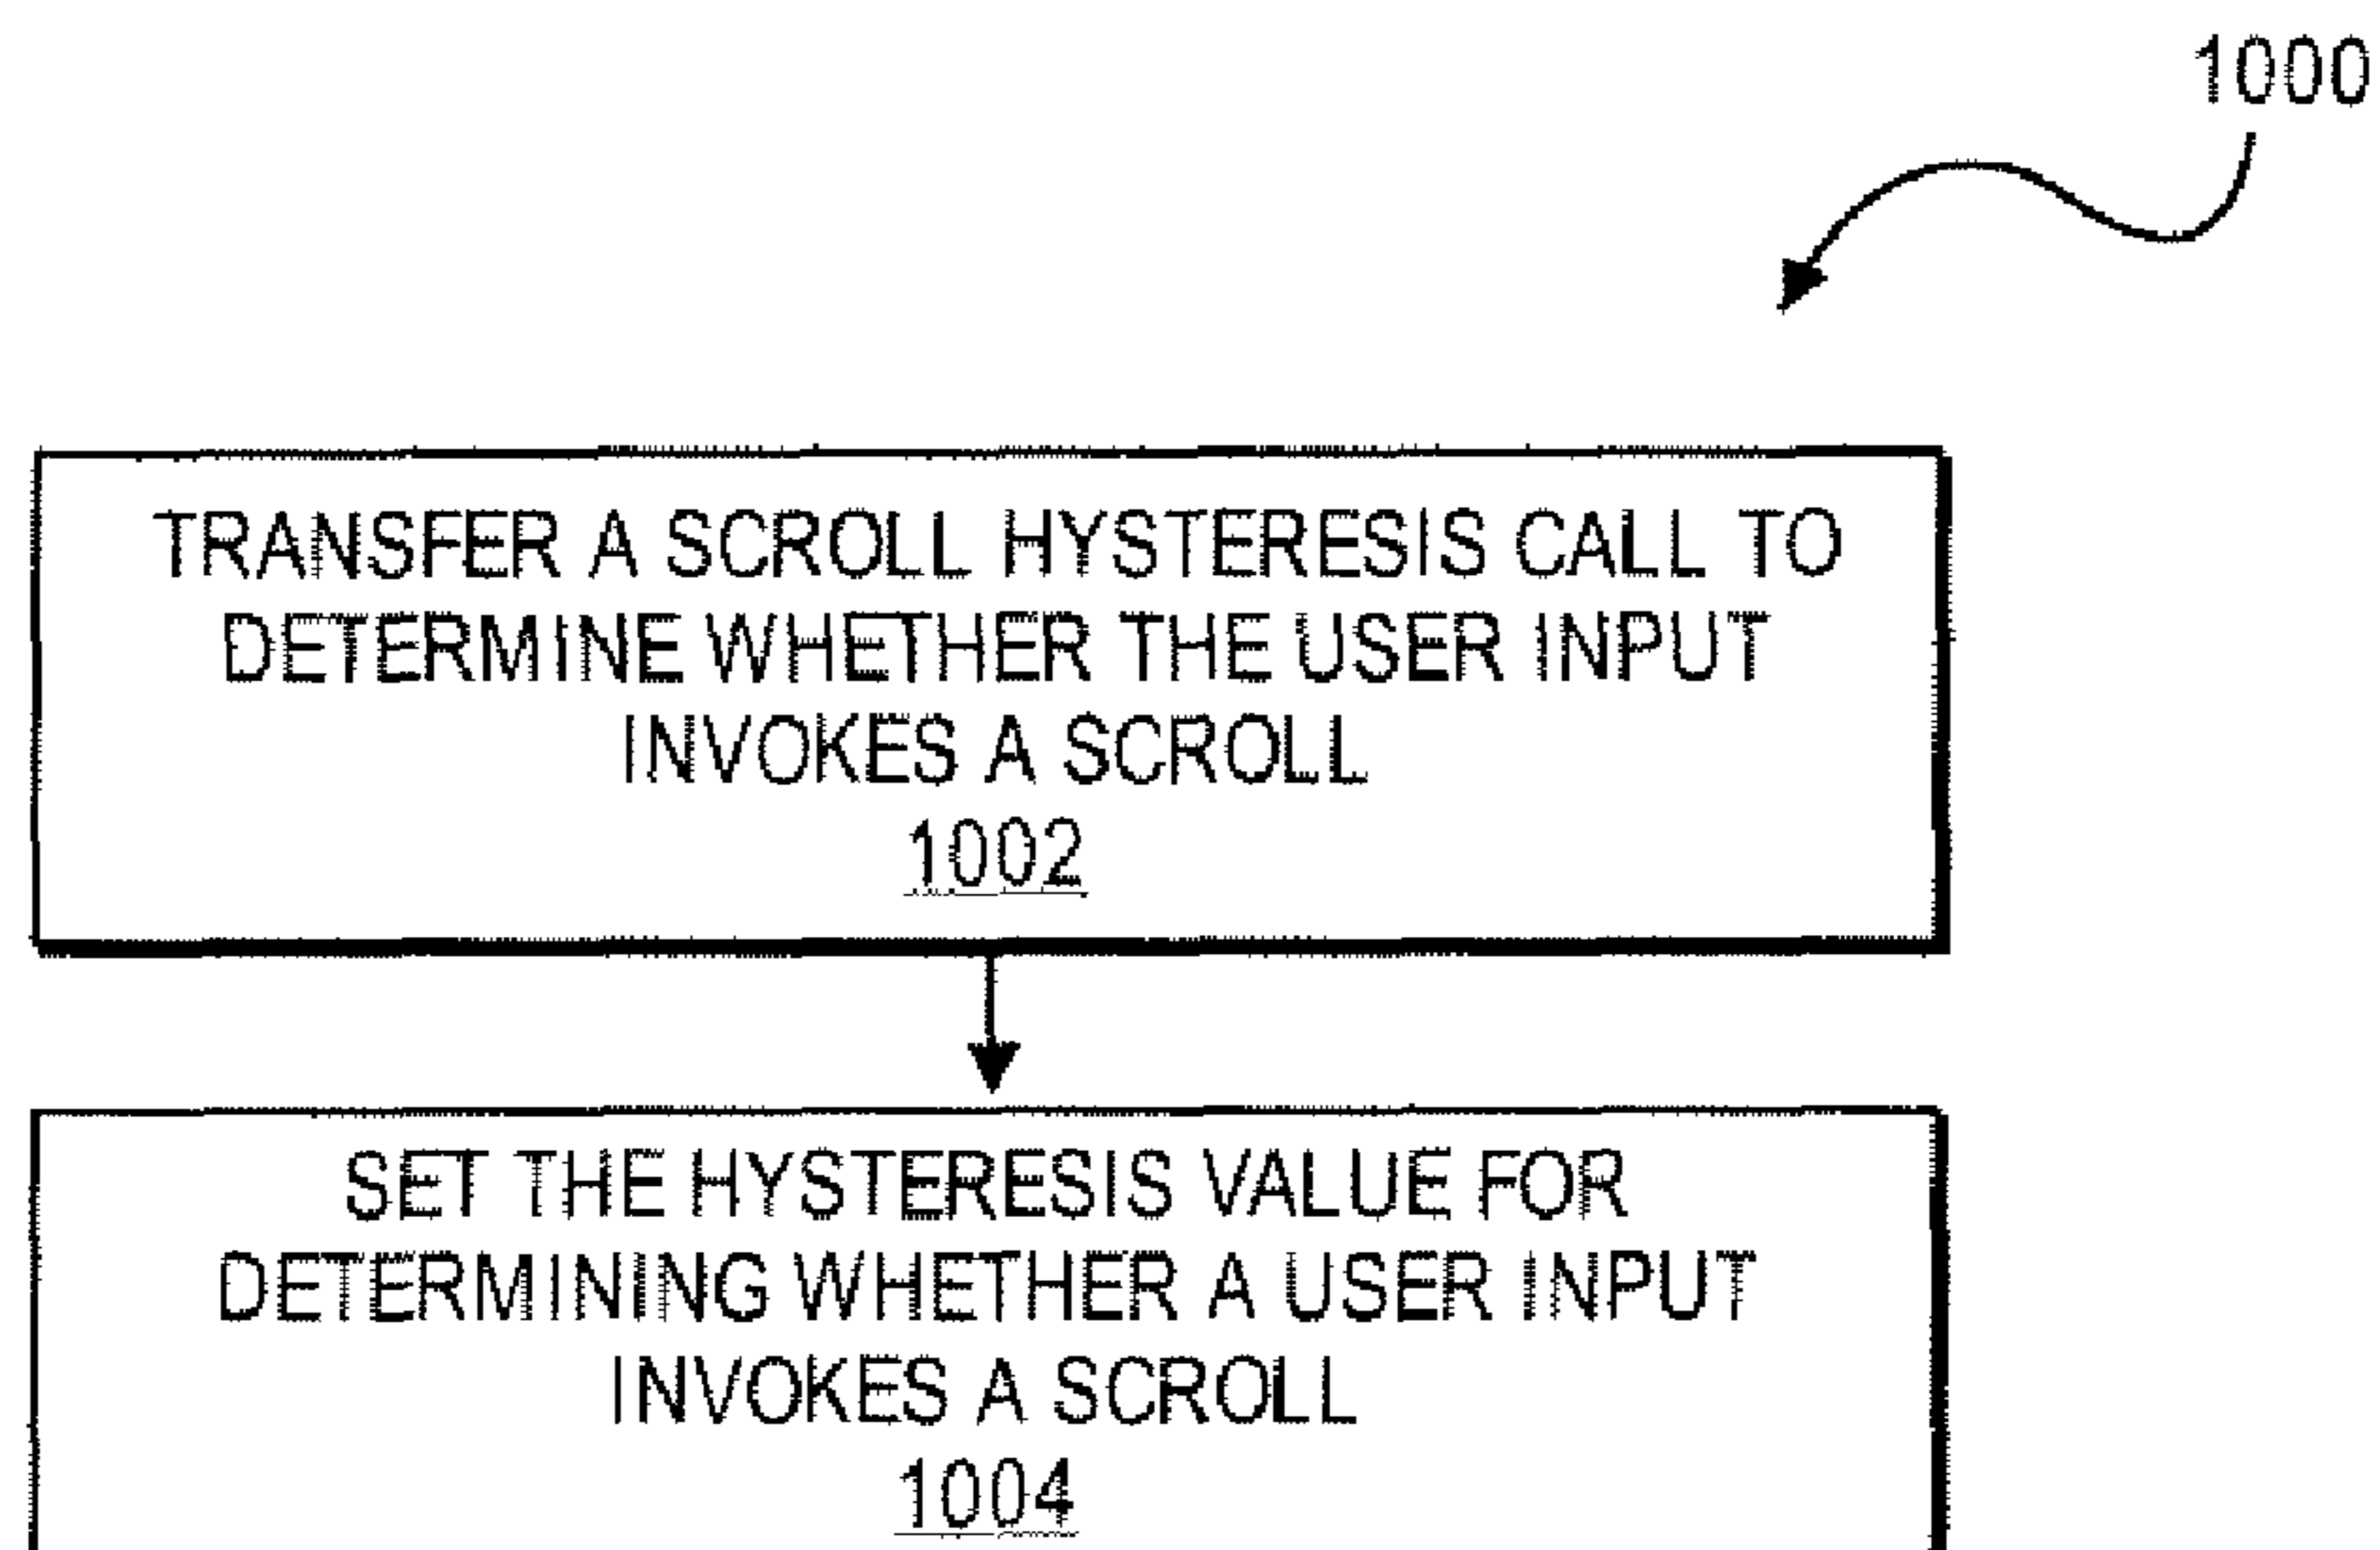 1000
TRANSFER A SCROLL HYSTERESIS CALL TO
DETERMINE WHETHER THE USER INPUT
INVOKES A SCROLL
1002
SET THE HYSTERESIS VALUE FOR
DETERMINING WHETHER A USER INPUT
INVOKES A SCROLL
1004